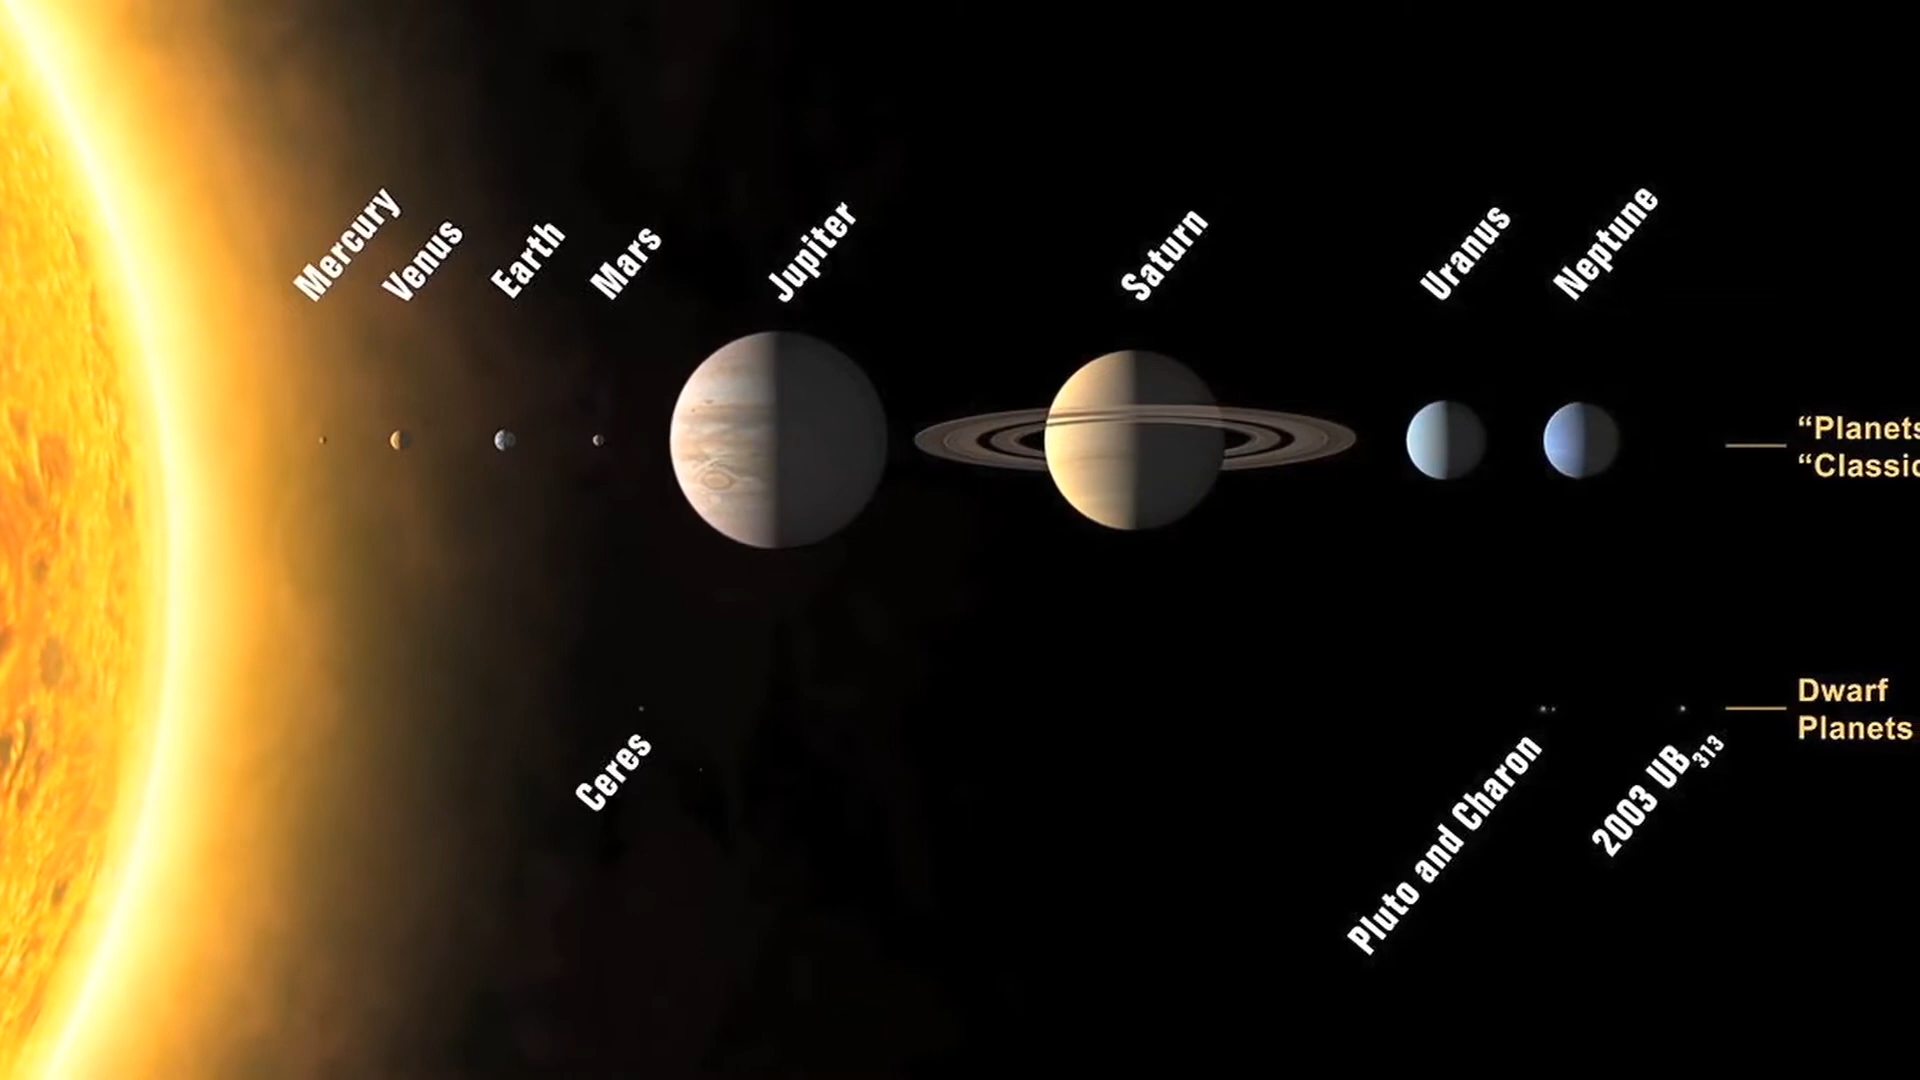 Mercury
Venus
Earth
Mars
Jupiter
Saturn
Uranus
Neptune
“Planets
“Classic
Dwarf
Planets
Ceres
Pluto and Charon
2003 UB313